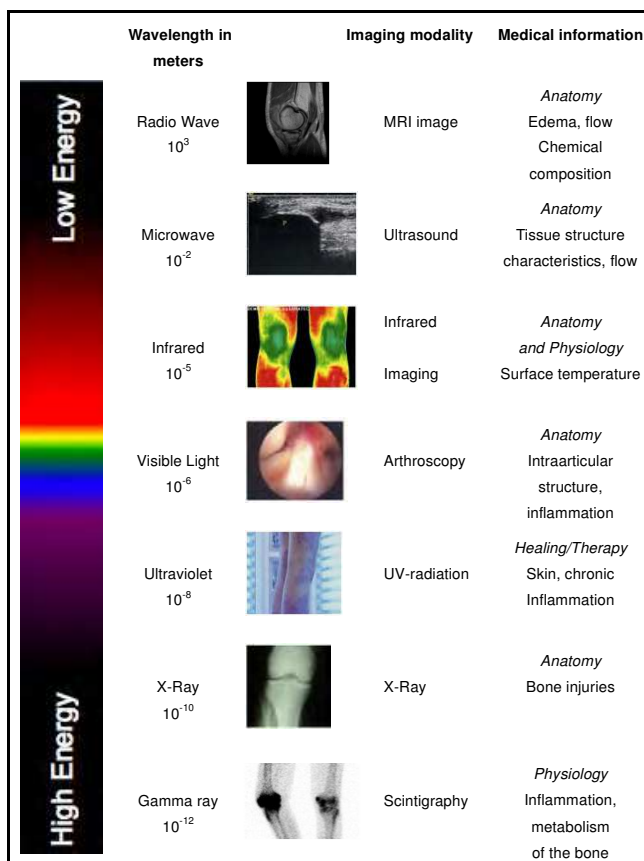 Wavelength in meters
Imaging modality
Medical information
Low Energy
Radio Wave
10³
MRI image
Anatomy
Edema, flow
Chemical
composition
Microwave
10⁻²
Ultrasound
Anatomy
Tissue structure
characteristics, flow
Infrared
10⁻⁵
Infrared
Imaging
Anatomy
and Physiology
Surface temperature
Visible Light
10⁻⁶
Arthroscopy
Anatomy
Intraarticular
structure,
inflammation
Ultraviolet
10⁻⁸
UV-radiation
Healing/Therapy
Skin, chronic
Inflammation
High Energy
X-Ray
10⁻¹⁰
X-Ray
Anatomy
Bone injuries
Gamma ray
10⁻¹²
Scintigraphy
Physiology
Inflammation,
metabolism
of the bone